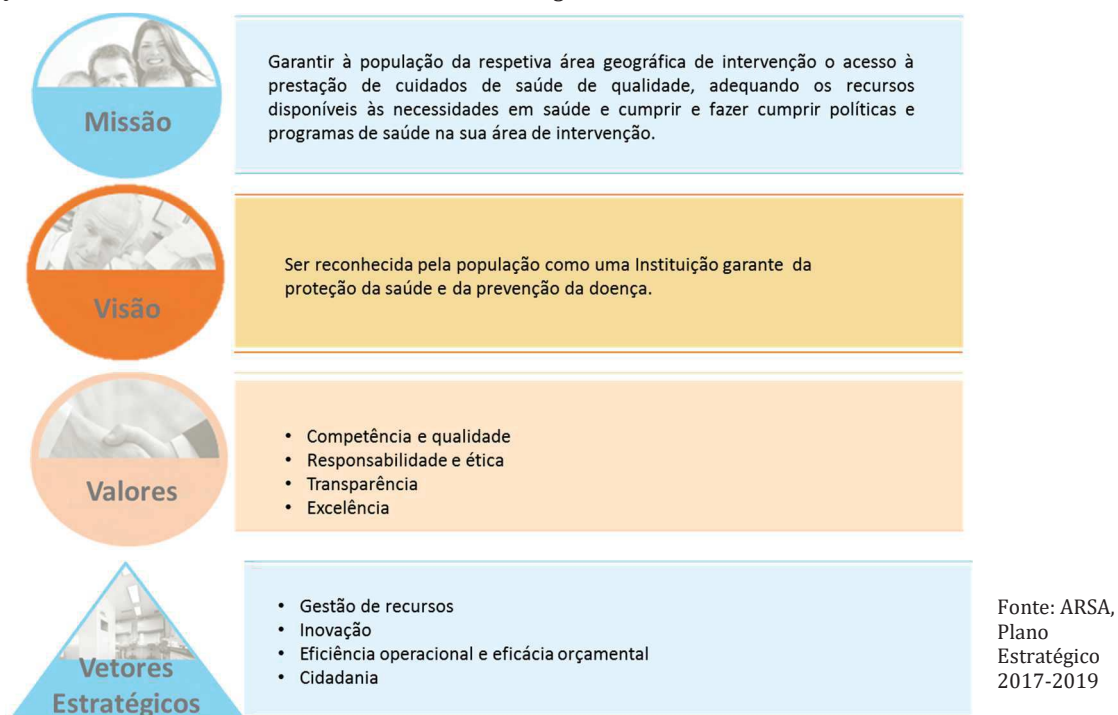 Missão
Garantir à população da respetiva área geográfica de intervenção o acesso à
prestação de cuidados de saúde de qualidade, adequando os recursos
disponíveis às necessidades em saúde e cumprir e fazer cumprir políticas e
programas de saúde na sua área de intervenção.
Visão
Ser reconhecida pela população como uma Instituição garante da
proteção da saúde e da prevenção da doença.
Valores
• Competência e qualidade
• Responsabilidade e ética
• Transparência
• Excelência
Vetores
Estratégicos
• Gestão de recursos
• Inovação
• Eficiência operacional e eficácia orçamental
• Cidadania
Fonte: ARSA,
Plano
Estratégico
2017-2019